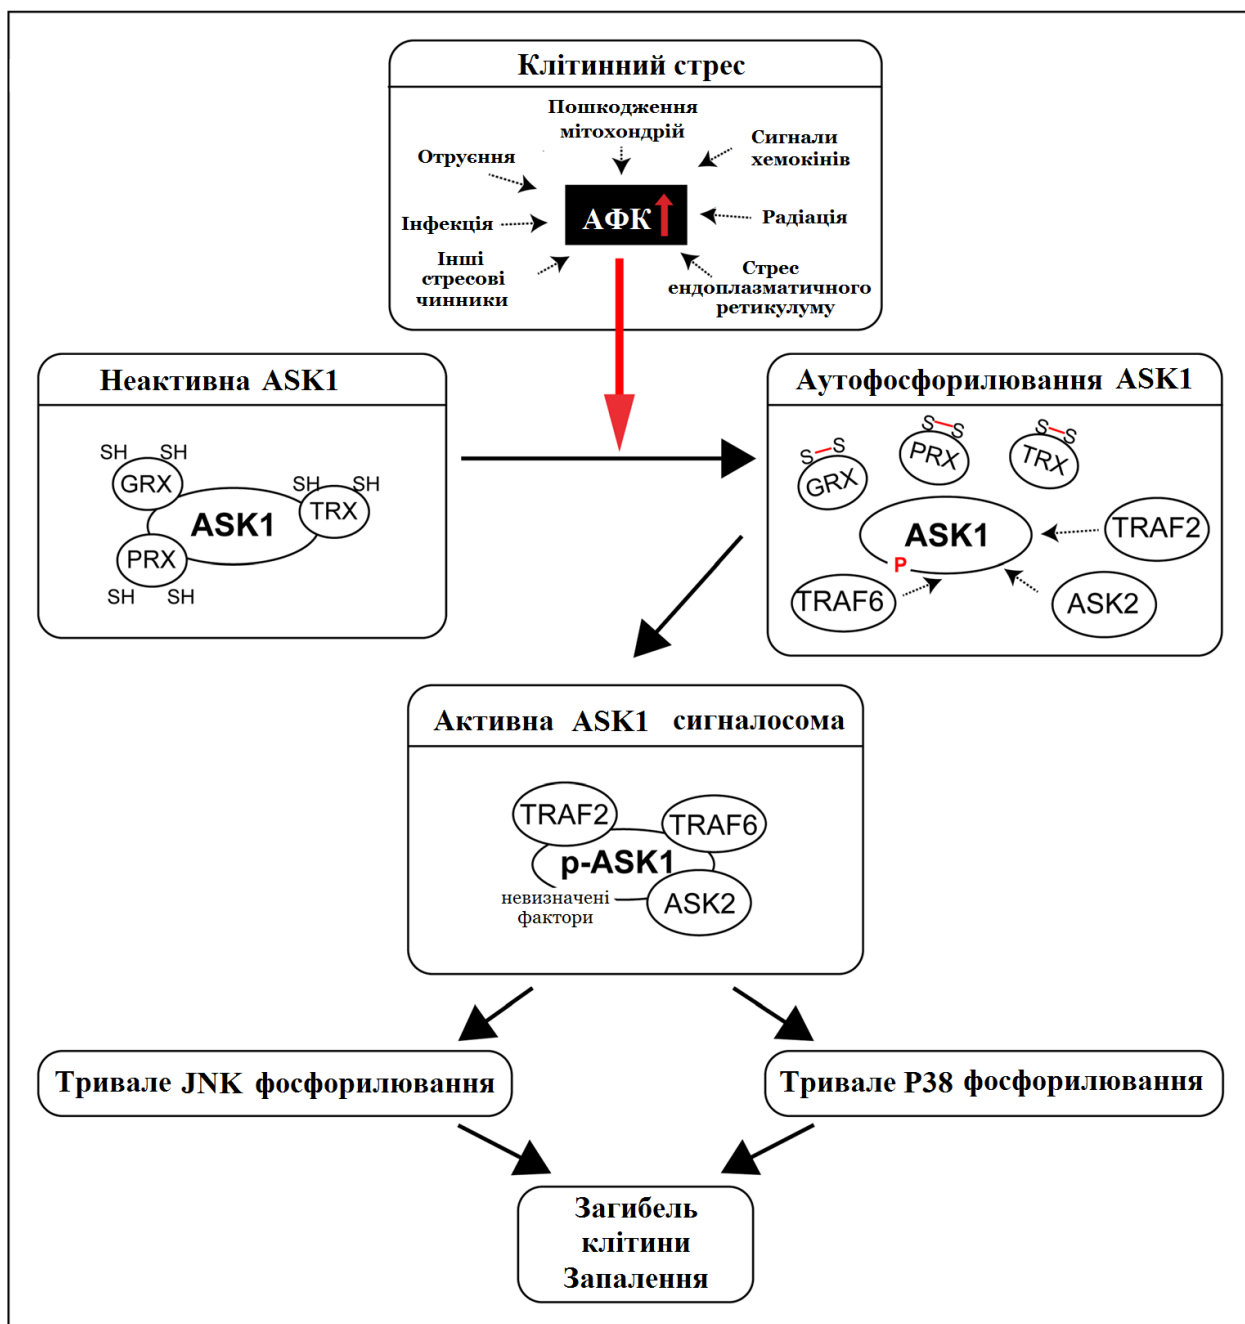 Клітинний стрес
Пошкодження
мітохондрій
Сигнали
хемокінів
Отруєння
АФК
Інфекція
Радіація
Інші
стресові
чинники
Стрес
ендоплазматичного
ретикулуму
Неактивна ASK1
SH SH
GRX
SH SH
TRX
ASK1
PRX
SH SH
Аутофосфорилювання ASK1
S S
GRX
S S
PRX
S S
TRX
ASK1
P
TRAF2
TRAF6
ASK2
Активна ASK1 сигналосома
TRAF2
TRAF6
p-ASK1
невизначені
фактори
ASK2
Тривале JNK фосфорилювання
Тривале P38 фосфорилювання
Загибель
клітини
Запалення